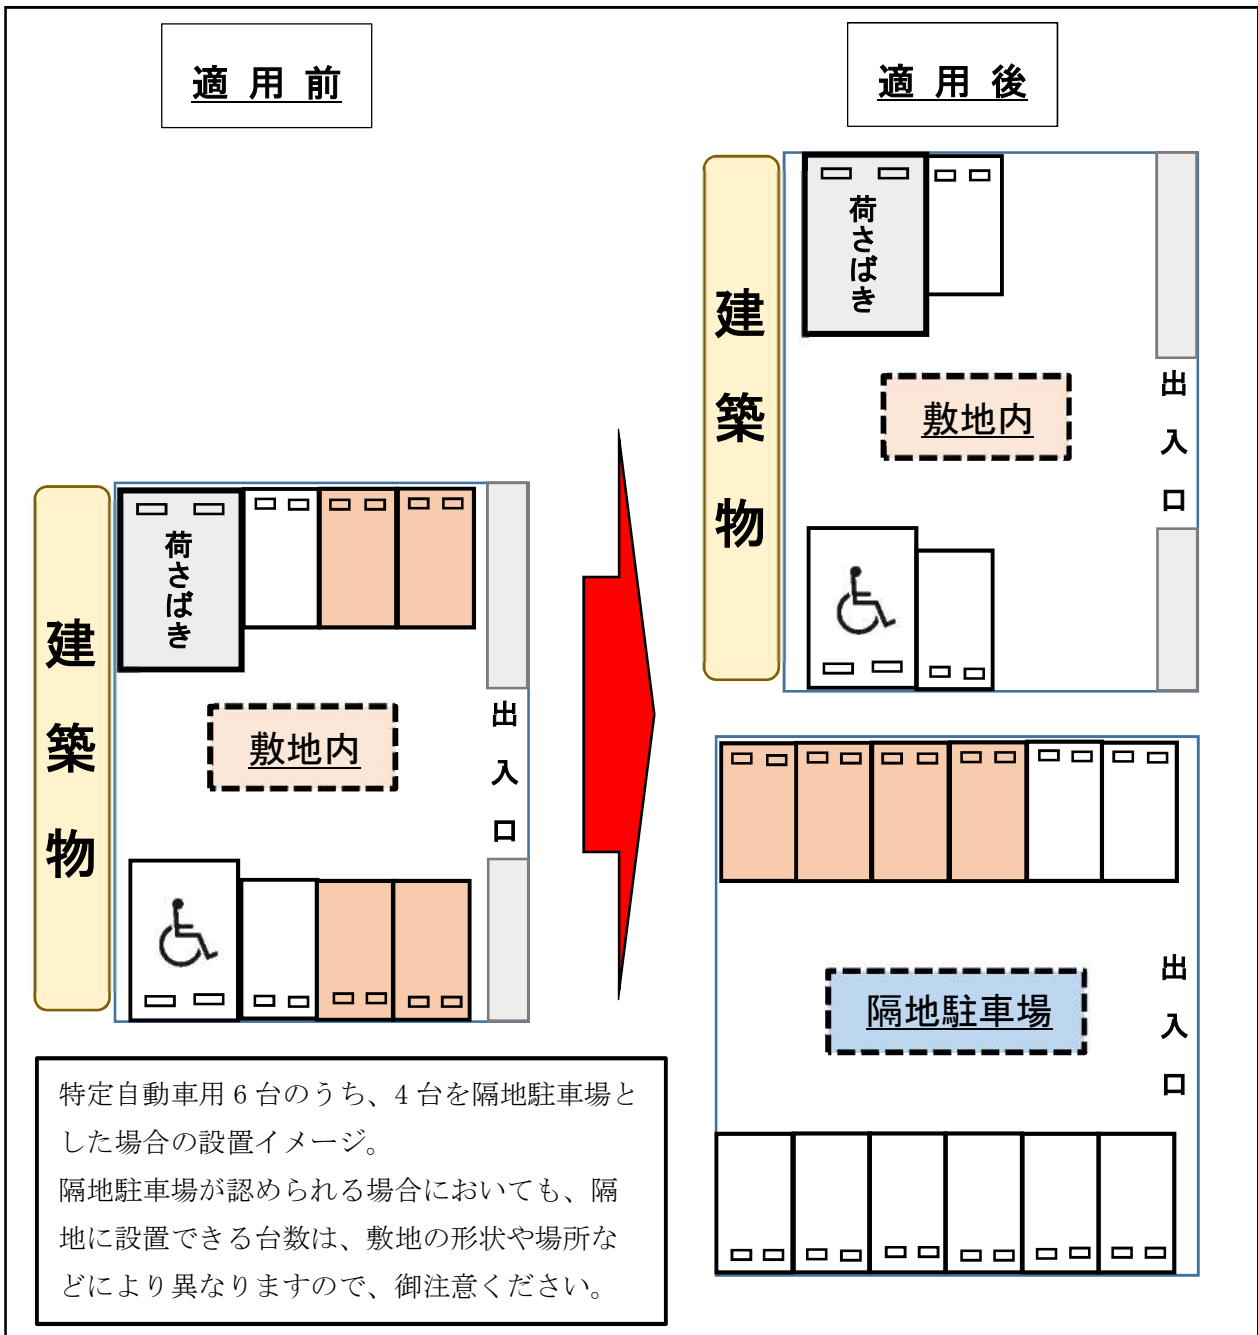 適用前
荷さばき
建築物
敷地内
出入口
特定自動車用6台のうち、4台を隔地駐車場と
した場合の設置イメージ。
隔地駐車場が認められる場合においても、隔
地に設置できる台数は、敷地の形状や場所な
どにより異なりますので、御注意ください。
適用後
荷さばき
建築物
敷地内
出入口
隔地駐車場
出入口